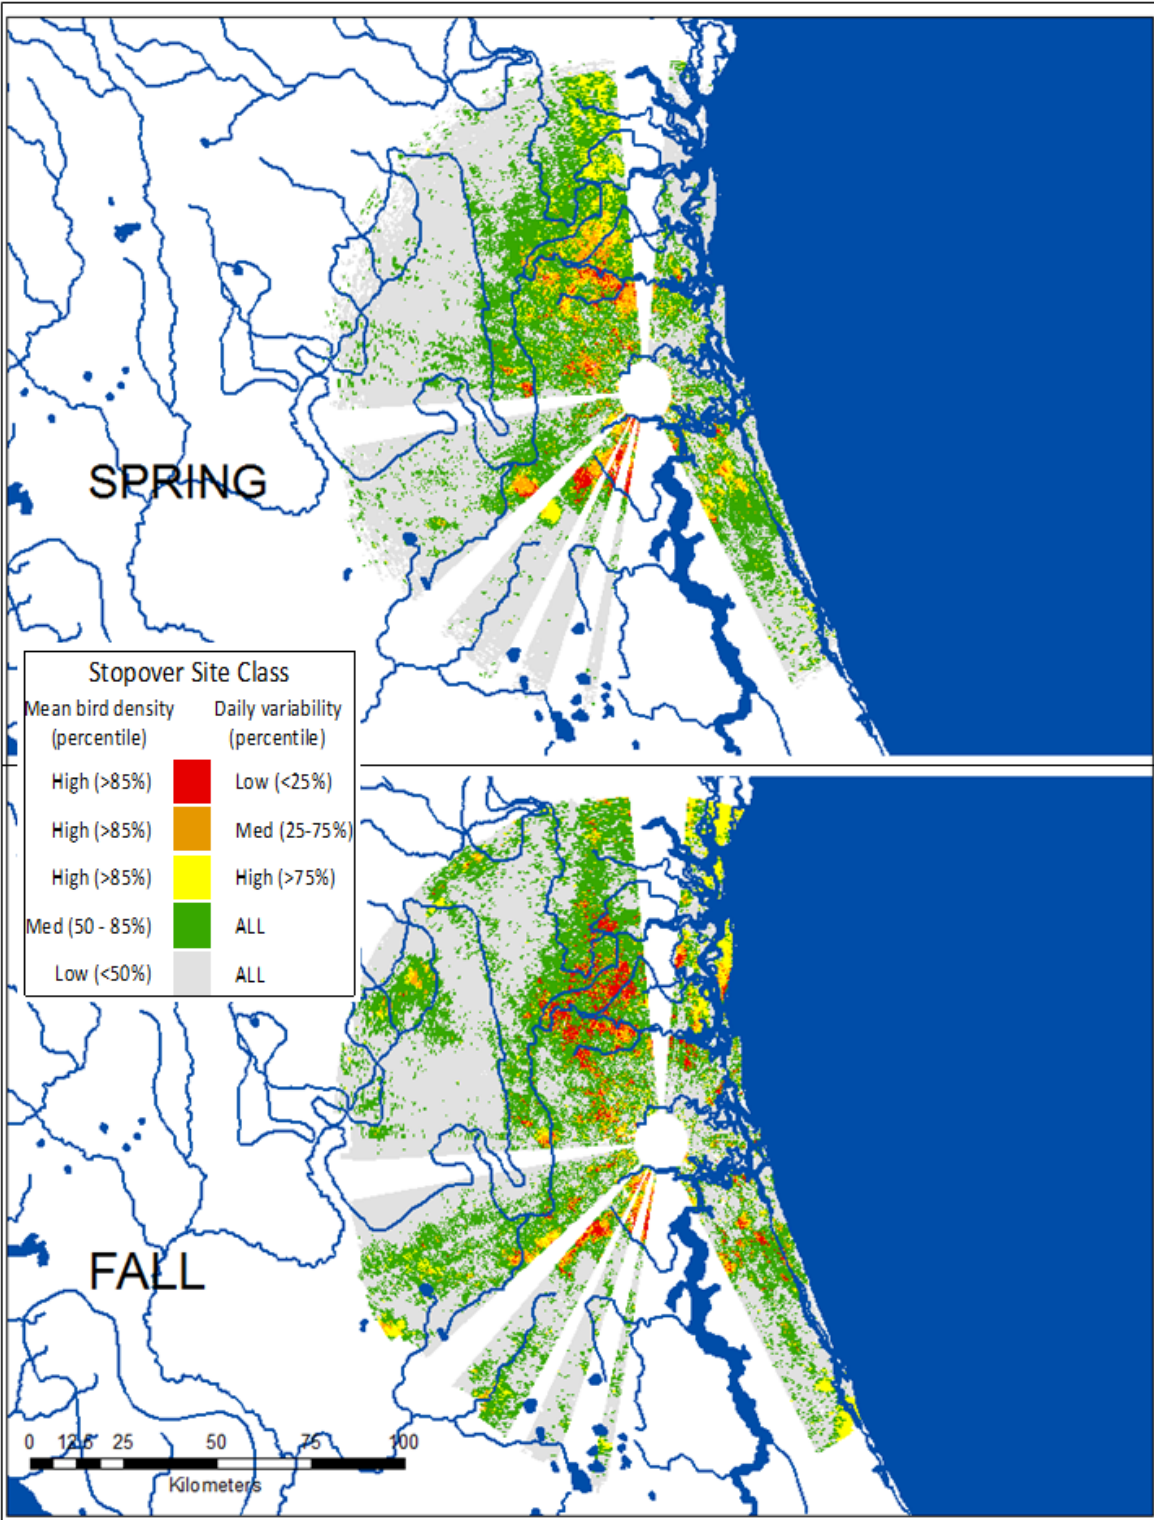 SPRING
Stopover Site Class
Mean bird density Daily variability
(percentile) (percentile)
High (>85%) Low (<25%)
High (>85%) Med (25-75%)
High (>85%) High (>75%)
Med (50 - 85%) ALL
Low (<50%) ALL
FALL
0 12.5 25 50 75 100
Kilometers